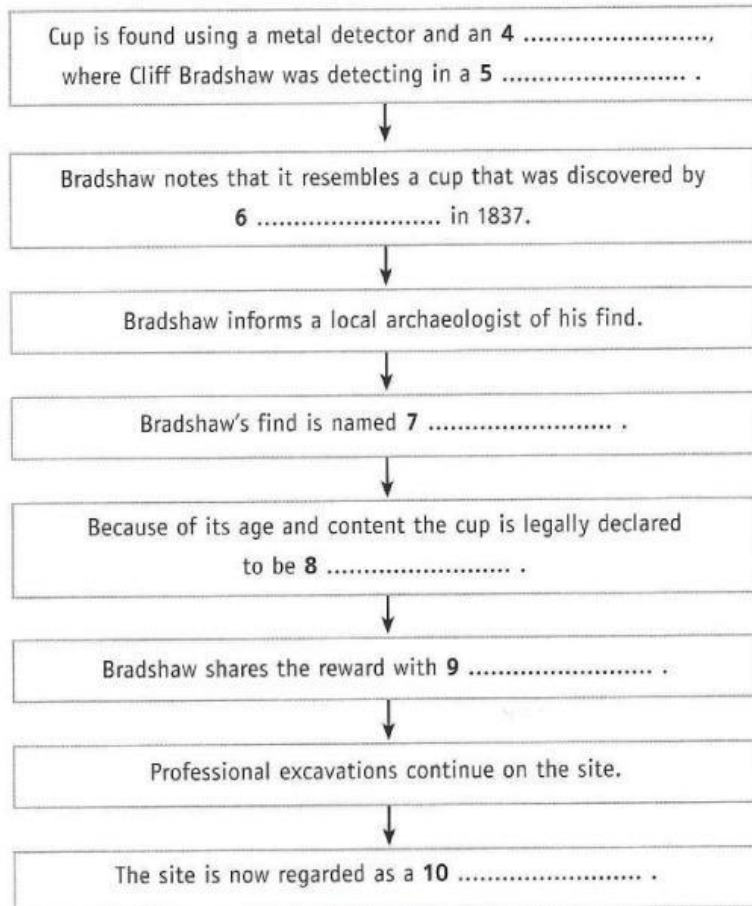 Cup is found using a metal detector and an 4 ............................,
where Cliff Bradshaw was detecting in a 5 ............................ .
Bradshaw notes that it resembles a cup that was discovered by
6 ............................ in 1837.
Bradshaw informs a local archaeologist of his find.
Bradshaw's find is named 7 ............................ .
Because of its age and content the cup is legally declared
to be 8 ............................ .
Bradshaw shares the reward with 9 ............................ .
Professional excavations continue on the site.
The site is now regarded as a 10 ............................ .